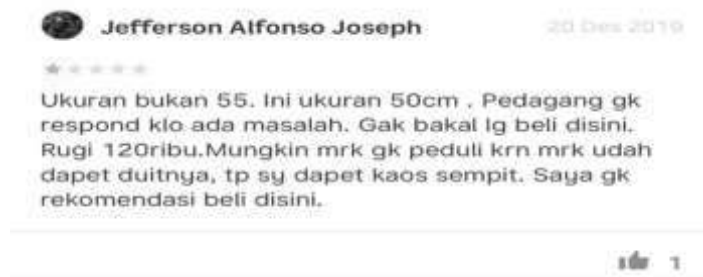 Jefferson Alfonso Joseph
20 Des 2019
Ukuran bukan 55. Ini ukuran 50cm , Pedagang gk
respond klo ada masalah. Gak bakal lg beli disini.
Rugi 120ribu.Mungkin mrk gk peduli krn mrk udah
dapet duitnya, tp sy dapet kaos sempit. Saya gk
rekomendasi beli disini.
1